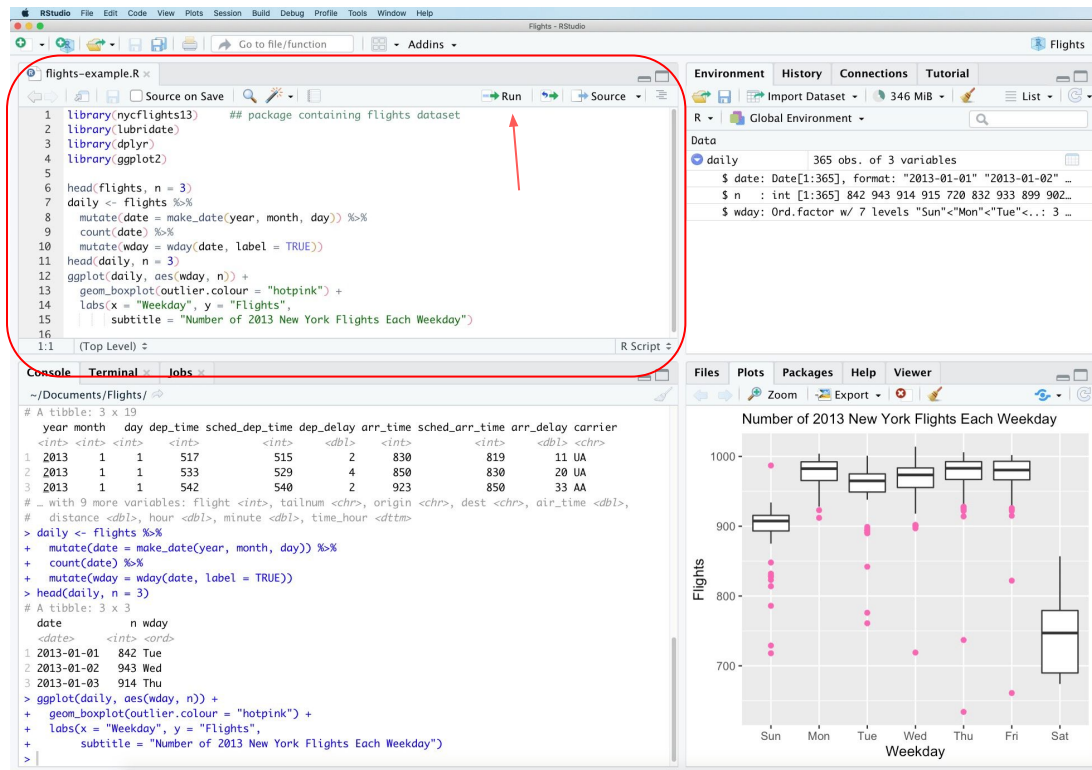 RStudio File Edit Code View Plots Session Build Debug Profile Tools Window Help
Flights - RStudio
Go to file/function Addins Flights
flights-example.R
Source on Save Run Source
1 library(nycflights13) ## package containing flights dataset
2 library(lubridate)
3 library(dplyr)
4 library(ggplot2)
5
6 head(flights, n = 3)
7 daily <- flights %>%
8 mutate(date = make_date(year, month, day)) %>%
9 count(date) %>%
10 mutate(wday = wday(date, label = TRUE))
11 head(daily, n = 3)
12 ggplot(daily, aes(wday, n)) +
13 geom_boxplot(outlier.colour = "hotpink") +
14 labs(x = "Weekday", y = "Flights",
15 subtitle = "Number of 2013 New York Flights Each Weekday")
16
1:1 (Top Level) R Script
Console Terminal Jobs
~/Documents/Flights/
# A tibble: 3 x 19
year month day dep_time sched_dep_time dep_delay arr_time sched_arr_time arr_delay carrier
<int> <int> <int> <int> <int> <dbl> <int> <int> <dbl> <chr>
1 2013 1 1 517 515 2 830 819 11 UA
2 2013 1 1 533 529 4 850 830 20 UA
3 2013 1 1 542 540 2 923 850 33 AA
# … with 9 more variables: flight <int>, tailnum <chr>, origin <chr>, dest <chr>, air_time <dbl>,
# distance <dbl>, hour <dbl>, minute <dbl>, time_hour <dttm>
> daily <- flights %>%
+ mutate(date = make_date(year, month, day)) %>%
+ count(date) %>%
+ mutate(wday = wday(date, label = TRUE))
> head(daily, n = 3)
# A tibble: 3 x 3
date n wday
<date> <int> <ord>
1 2013-01-01 842 Tue
2 2013-01-02 943 Wed
3 2013-01-03 914 Thu
> ggplot(daily, aes(wday, n)) +
+ geom_boxplot(outlier.colour = "hotpink") +
+ labs(x = "Weekday", y = "Flights",
+ subtitle = "Number of 2013 New York Flights Each Weekday")
>
Environment History Connections Tutorial
Import Dataset 346 MiB List
R Global Environment
Data
daily 365 obs. of 3 variables
$ date: Date[1:365], format: "2013-01-01" "2013-01-02" …
$ n : int [1:365] 842 943 914 915 720 832 933 899 902…
$ wday: Ord.factor w/ 7 levels "Sun"<"Mon"<"Tue"<..: 3 …
Files Plots Packages Help Viewer
Zoom Export
Number of 2013 New York Flights Each Weekday
1000
900
800
700
Flights
Sun Mon Tue Wed Thu Fri Sat
Weekday